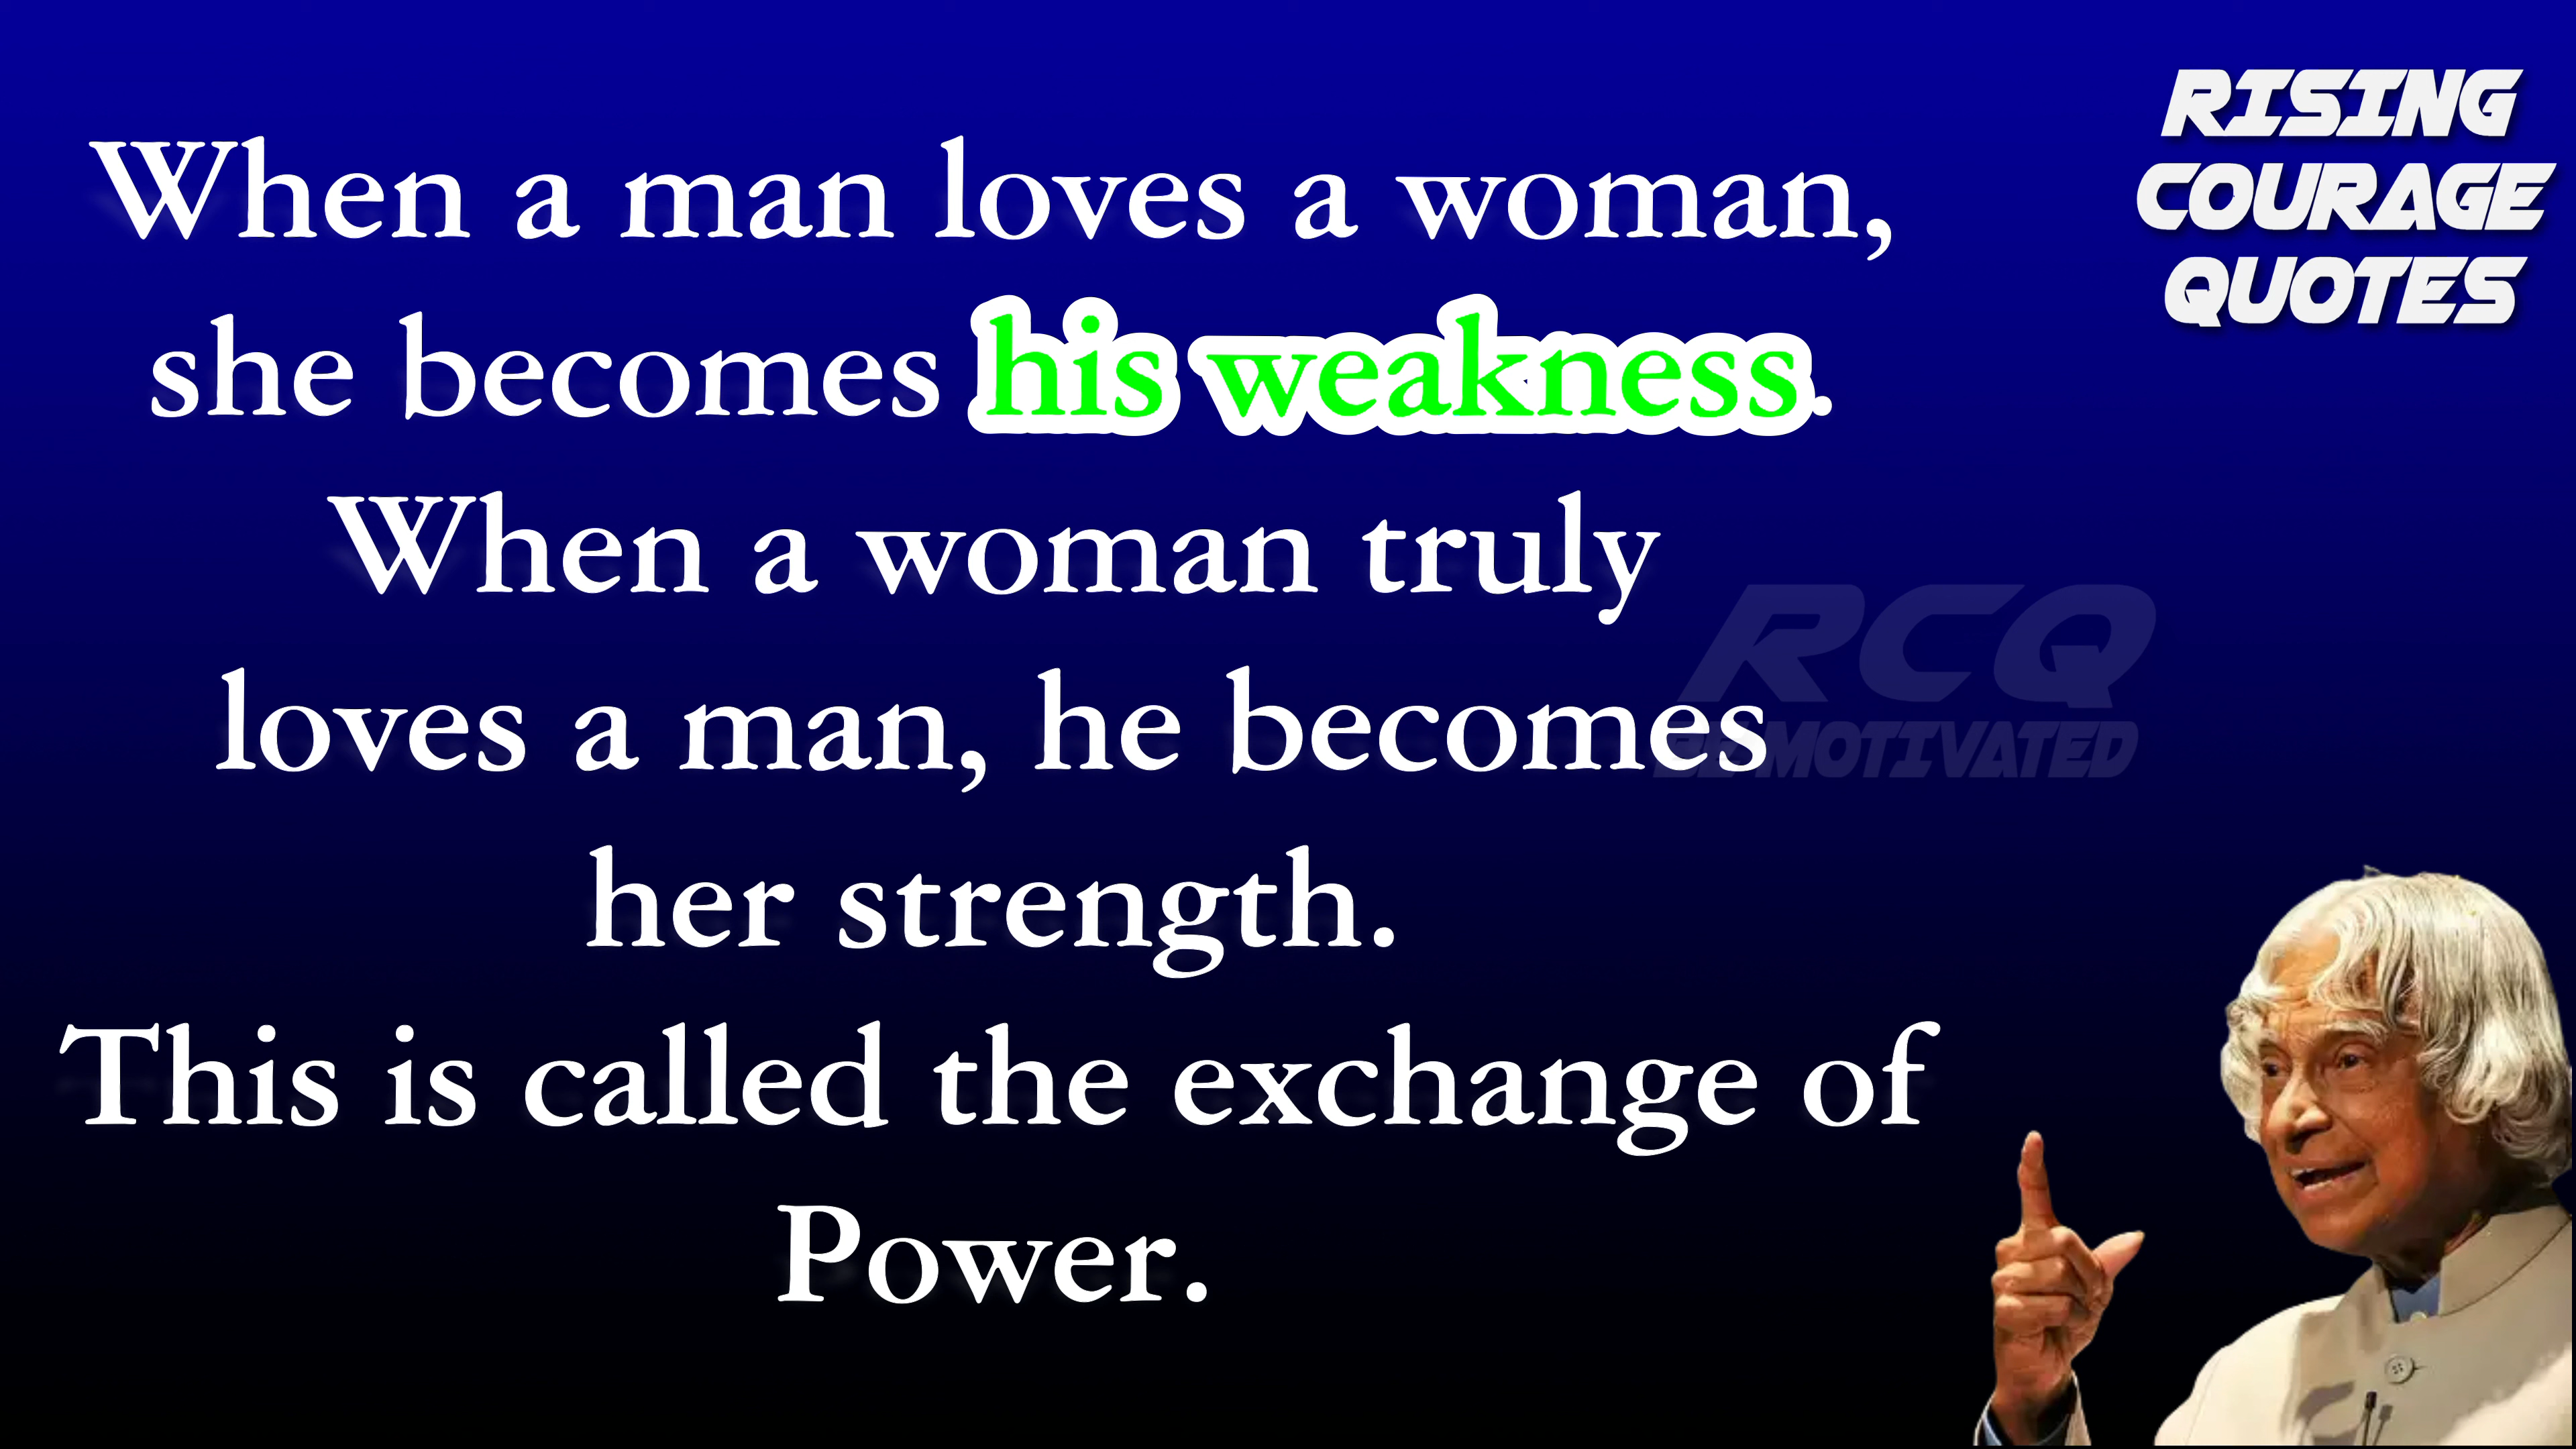 When a man loves a woman,
she becomes his weakness.
When a woman truly
loves a man, he becomes
her strength.
This is called the exchange of
Power.
RISING
COURAGE
QUOTES
RCQ
BE MOTIVATED